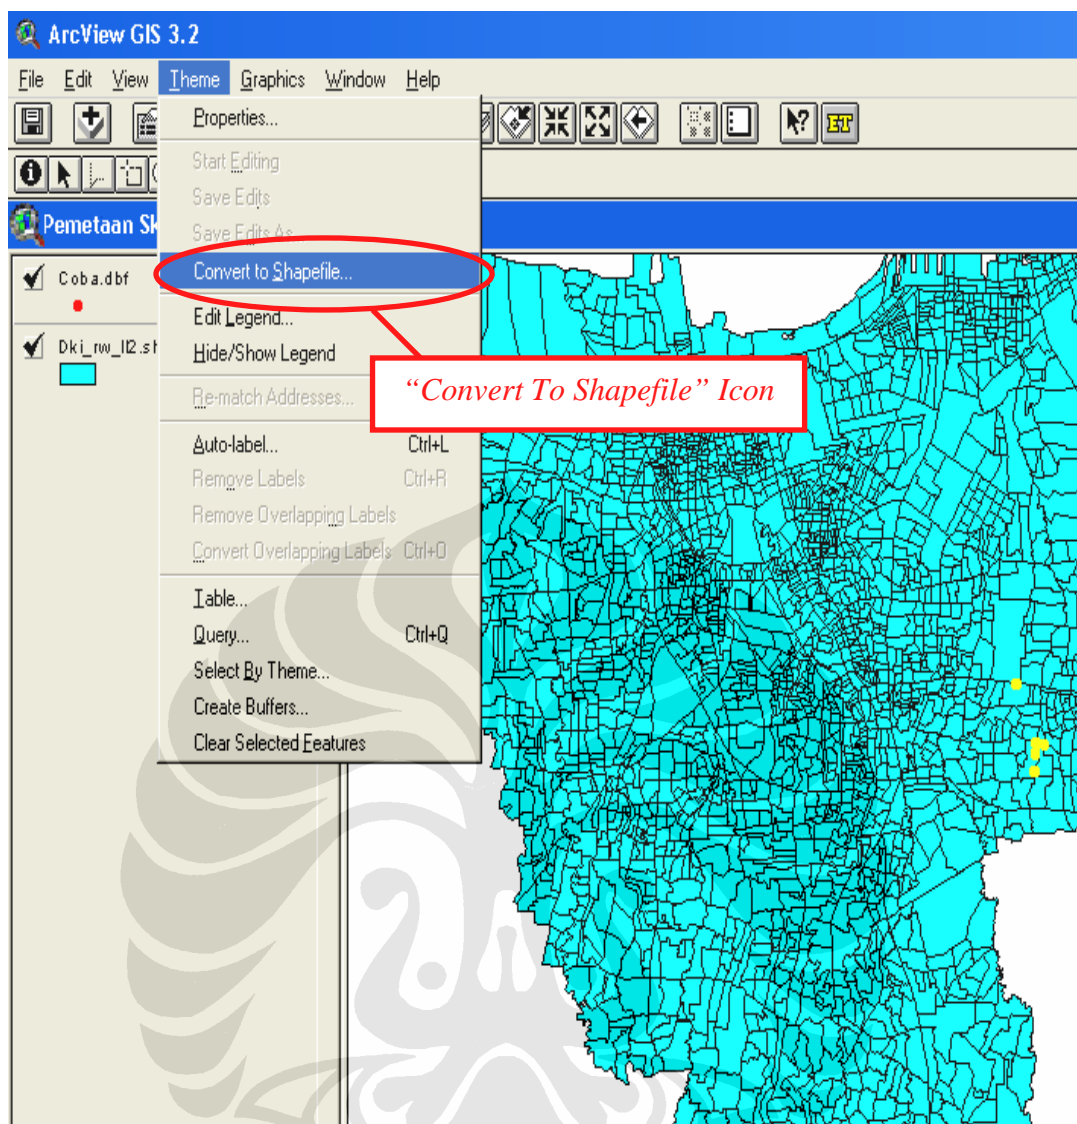 ArcView GIS 3.2
File Edit View Theme Graphics Window Help
Properties...
Start Editing
Save Edits
Pemetaan Sk
Save Edits As
Coba.dbf
Convert to Shapefile...
Edit Legend...
Dki_rw_ll2.sh
Hide/Show Legend
“Convert To Shapefile” Icon
Re-match Addresses...
Auto-label... Ctrl+L
Remove Labels Ctrl+R
Remove Overlapping Labels
Convert Overlapping Labels Ctrl+O
Table...
Query... Ctrl+Q
Select By Theme...
Create Buffers...
Clear Selected Features
ET